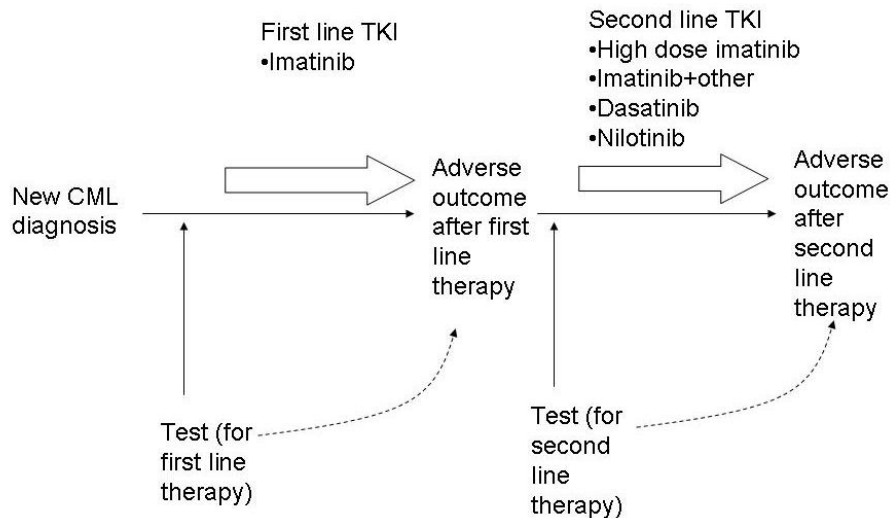 First line TKI
•Imatinib
Second line TKI
•High dose imatinib
•Imatinib+other
•Dasatinib
•Nilotinib
New CML
diagnosis
Adverse
outcome
after first
line
therapy
Adverse
outcome
after
second
line
therapy
Test (for
first line
therapy)
Test (for
second
line
therapy)